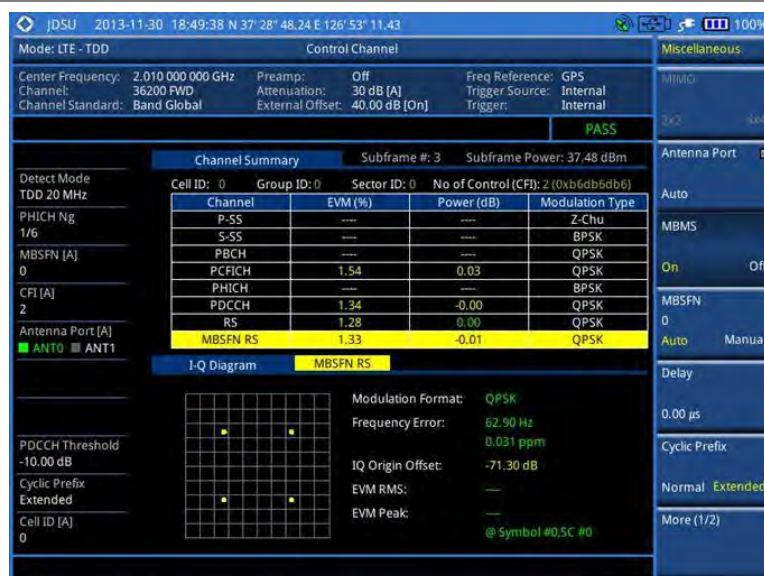 JDSU 2013-11-30 18:49:38 N 37° 28" 48.24 E 126° 53" 11.43 100%
Mode: LTE - TDD Control Channel Miscellaneous
Center Frequency: 2.010 000 000 GHz Preamp: Off Freq Reference: GPS
Channel: 36200 FWD Attenuation: 30 dB [A] Trigger Source: Internal
Channel Standard: Band Global External Offset: 40.00 dB [On] Trigger: Internal
MIMO
2x2
PASS
Channel Summary Subframe #: 3 Subframe Power: 37.48 dBm
Antenna Port
Auto
Detect Mode
TDD 20 MHz
Cell ID: 0 Group ID: 0 Sector ID: 0 No of Control (CFI): 2 (0xb6db6db6)
Channel EVM (%) Power (dB) Modulation Type
P-SS ---- ---- Z-Chu
S-SS ---- ---- BPSK
PBCH ---- ---- QPSK
PCFICH 1.54 0.03 QPSK
PHICH ---- ---- BPSK
PDCCH 1.34 -0.00 QPSK
RS 1.28 0.00 QPSK
MBSFN RS 1.33 -0.01 QPSK
PHICH Ng
1/6
MBSFN [A]
0
CFI [A]
2
Antenna Port [A]
ANT0 ANT1
MBMS
On Off
MBSFN
0
Auto Manua
I-Q Diagram MBSFN RS
Modulation Format: QPSK
Frequency Error: 62.90 Hz
0.031 ppm
IQ Origin Offset: -71.30 dB
EVM RMS: ----
EVM Peak: ----
@ Symbol #0,SC #0
PDCCH Threshold
-10.00 dB
Cyclic Prefix
Extended
Cell ID [A]
0
Delay
0.00 µs
Cyclic Prefix
Normal Extended
More (1/2)